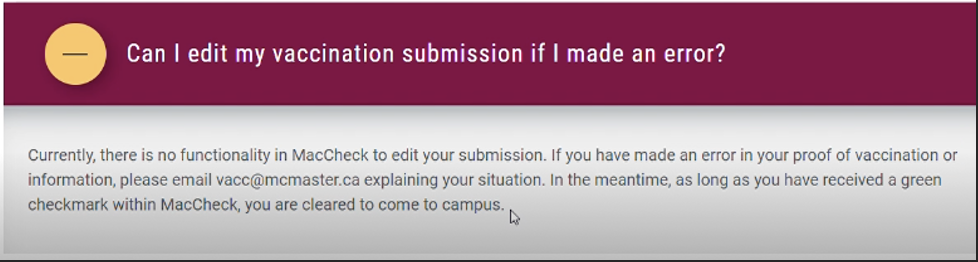 Can I edit my vaccination submission if I made an error?
Currently, there is no functionality in MacCheck to edit your submission. If you have made an error in your proof of vaccination or
information, please email vacc@mcmaster.ca explaining your situation. In the meantime, as long as you have received a green
checkmark within MacCheck, you are cleared to come to campus.